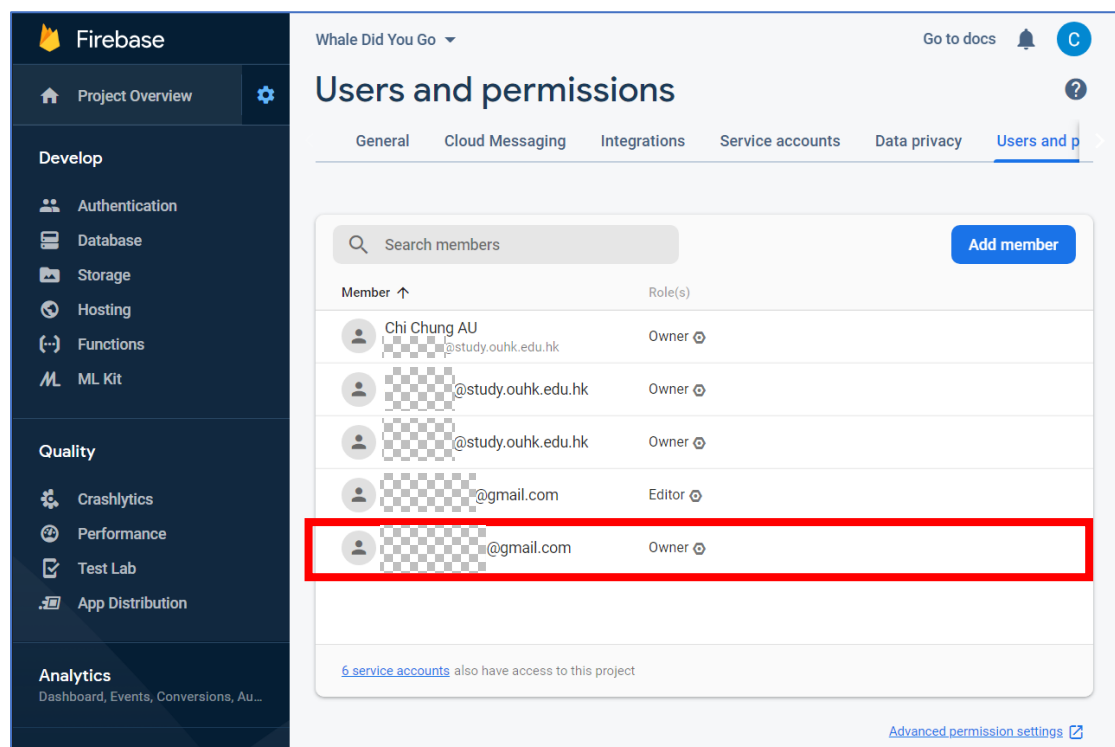 Firebase
Whale Did You Go
Go to docs
C
Project Overview
Users and permissions
?
General Cloud Messaging Integrations Service accounts Data privacy Users and p
Develop
Authentication
Database
Storage
Hosting
Functions
ML Kit
Quality
Crashlytics
Performance
Test Lab
App Distribution
Analytics
Dashboard, Events, Conversions, Au...
Search members
Add member
Member Role(s)
Chi Chung AU
@study.ouhk.edu.hk
Owner
@study.ouhk.edu.hk Owner
@study.ouhk.edu.hk Owner
@gmail.com Editor
@gmail.com Owner
6 service accounts also have access to this project
Advanced permission settings